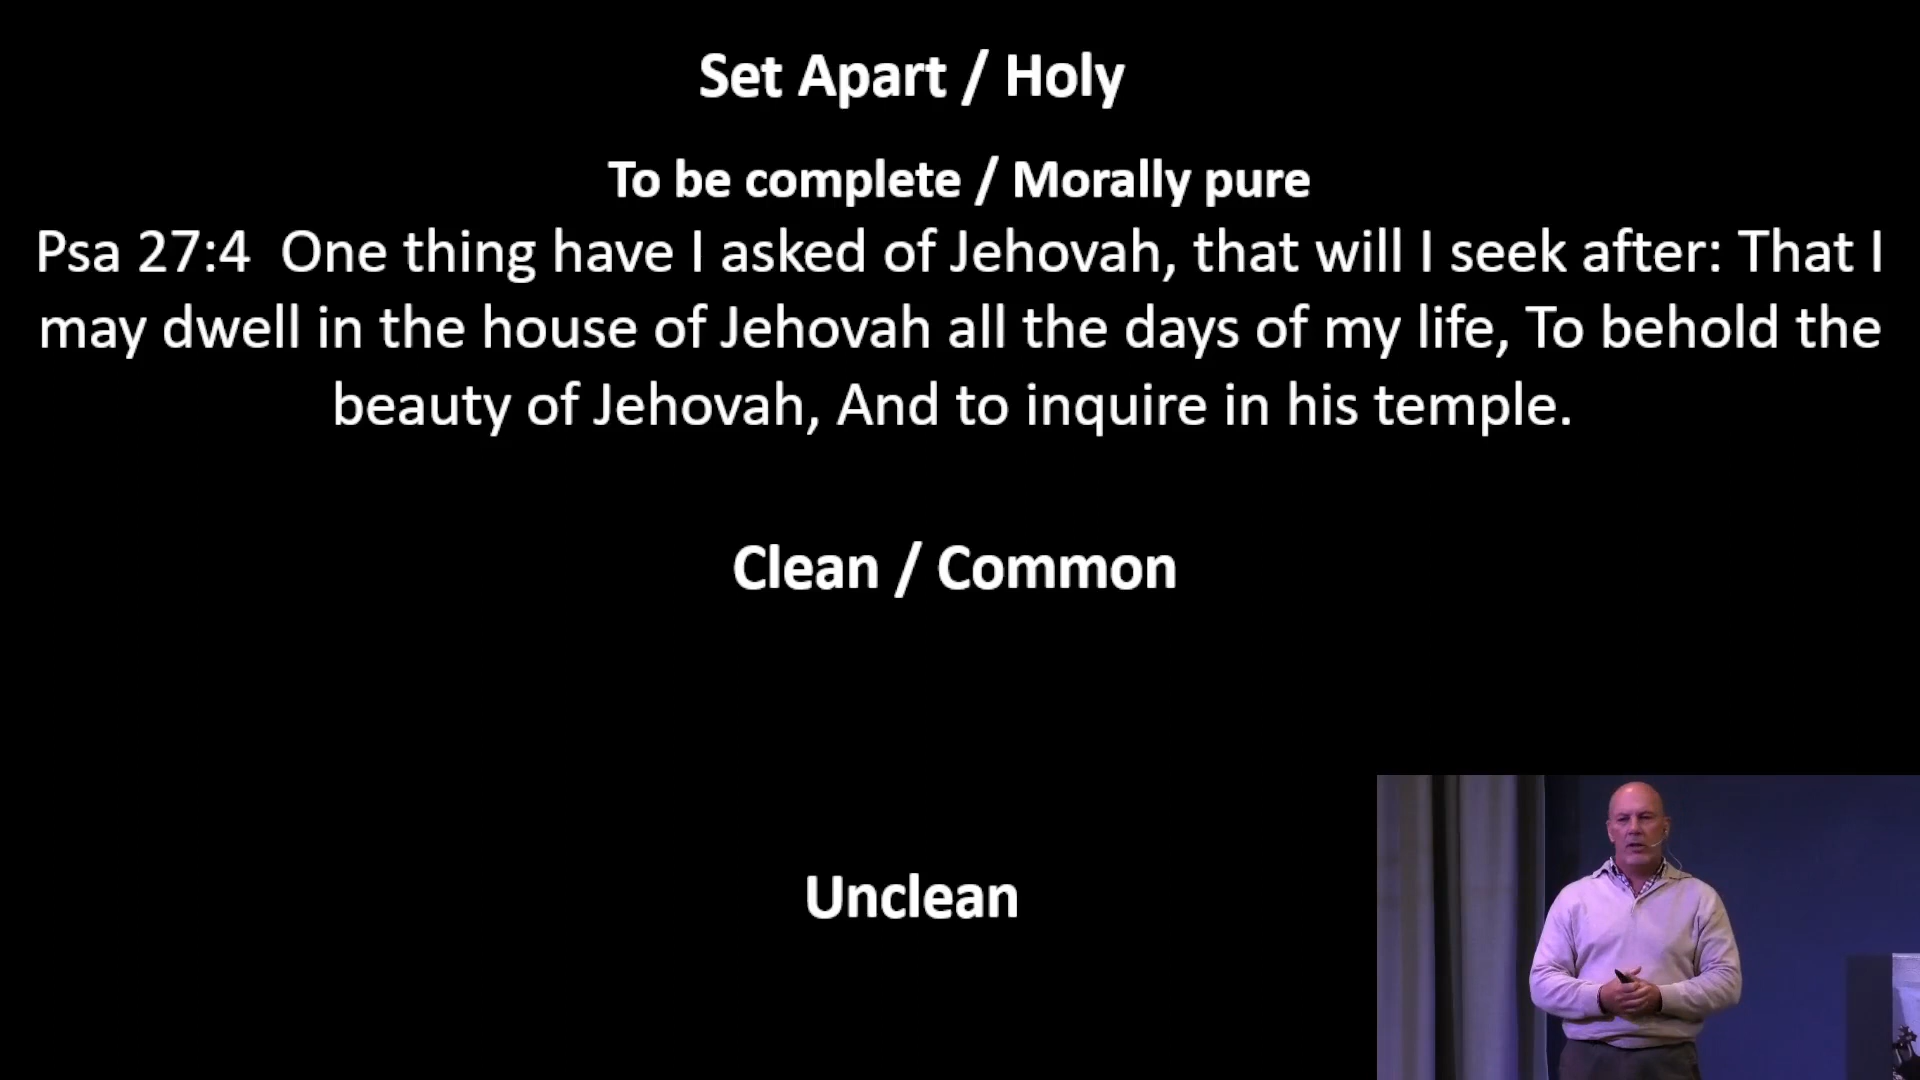 Set Apart / Holy
To be complete / Morally pure
Psa 27:4  One thing have I asked of Jehovah, that will I seek after: That I
may dwell in the house of Jehovah all the days of my life, To behold the
beauty of Jehovah, And to inquire in his temple.
Clean / Common
Unclean